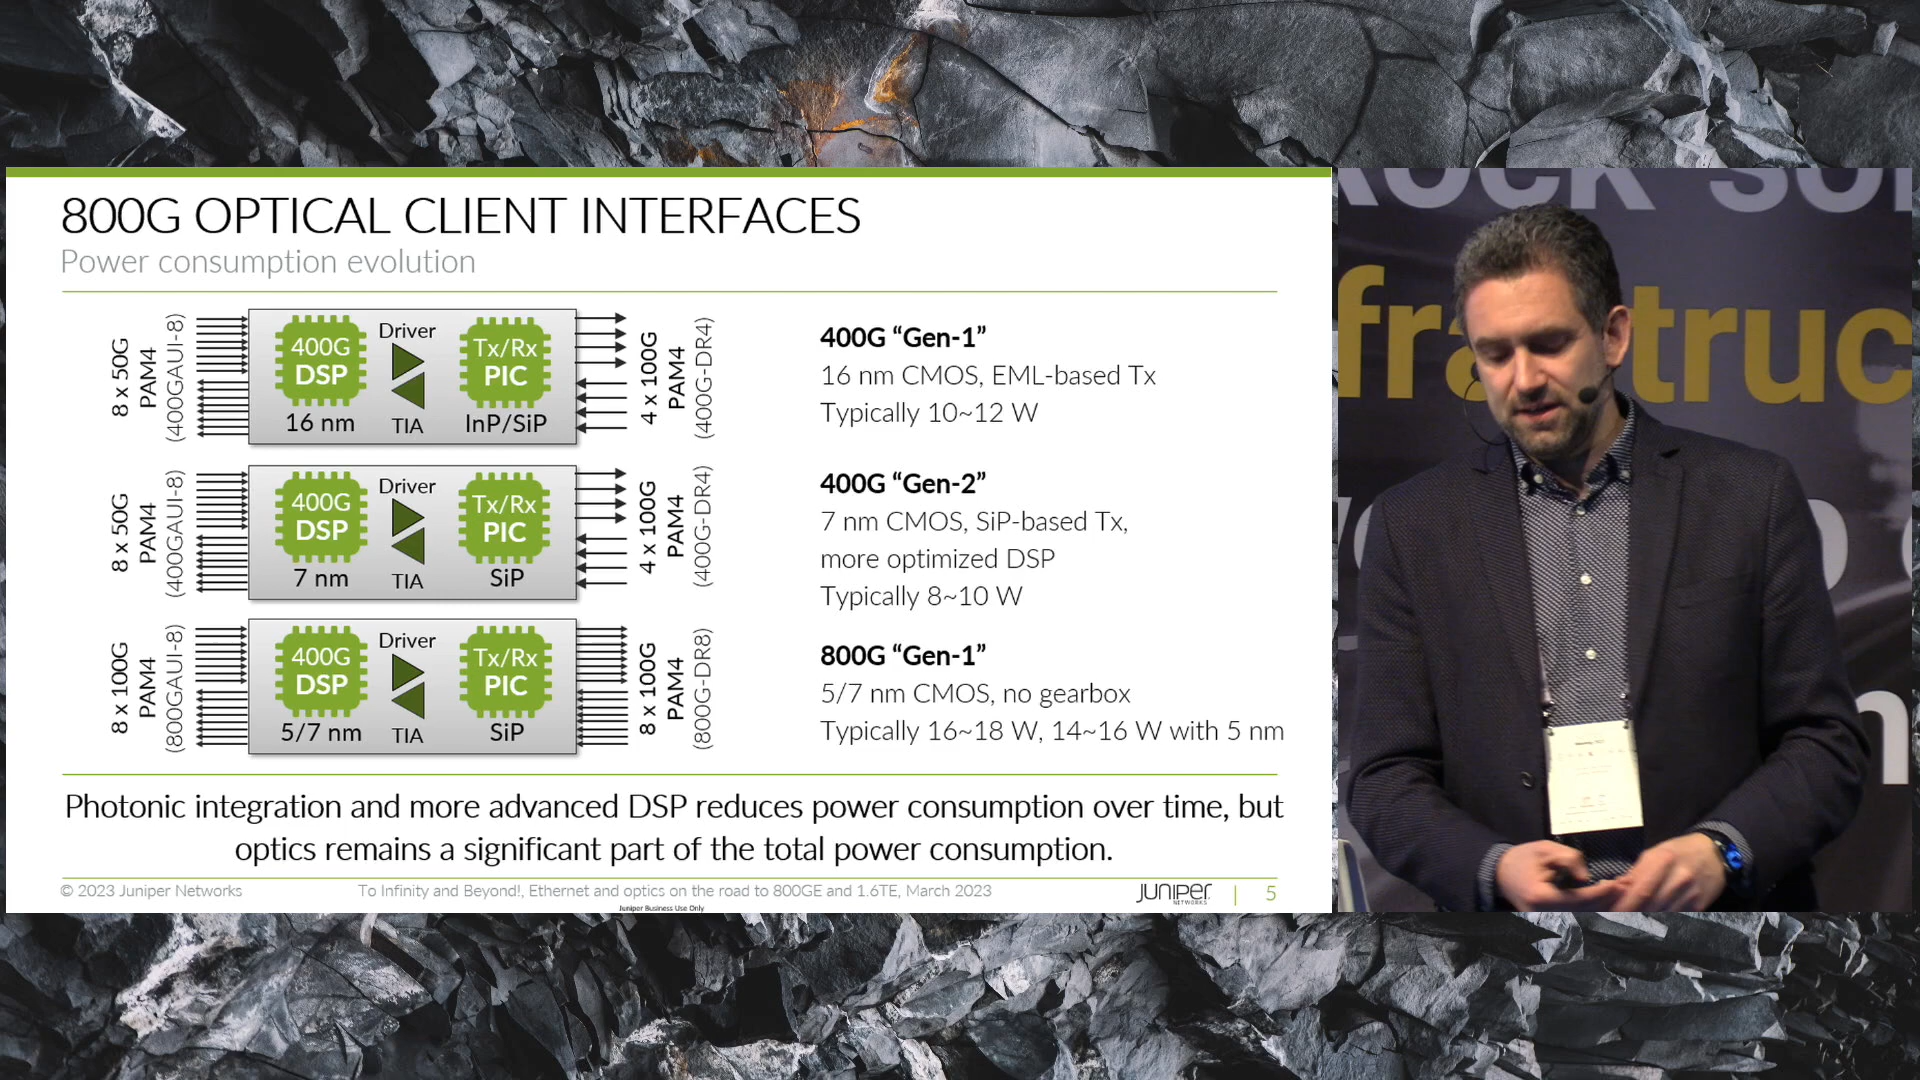 800G OPTICAL CLIENT INTERFACES
Power consumption evolution
8 x 50G
PAM4
(400GAUI-8)
400G
DSP
16 nm
Driver
TIA
Tx/Rx
PIC
InP/SiP
4 x 100G
PAM4
(400G-DR4)
400G “Gen-1”
16 nm CMOS, EML-based Tx
Typically 10~12 W
8 x 50G
PAM4
(400GAUI-8)
400G
DSP
7 nm
Driver
TIA
Tx/Rx
PIC
SiP
4 x 100G
PAM4
(400G-DR4)
400G “Gen-2”
7 nm CMOS, SiP-based Tx,
more optimized DSP
Typically 8~10 W
8 x 100G
PAM4
(800GAUI-8)
400G
DSP
5/7 nm
Driver
TIA
Tx/Rx
PIC
SiP
8 x 100G
PAM4
(800G-DR8)
800G “Gen-1”
5/7 nm CMOS, no gearbox
Typically 16~18 W, 14~16 W with 5 nm
Photonic integration and more advanced DSP reduces power consumption over time, but
optics remains a significant part of the total power consumption.
© 2023 Juniper Networks
To Infinity and Beyond!, Ethernet and optics on the road to 800GE and 1.6TE, March 2023
Juniper Business Use Only
JUNIPER
NETWORKS
| 5